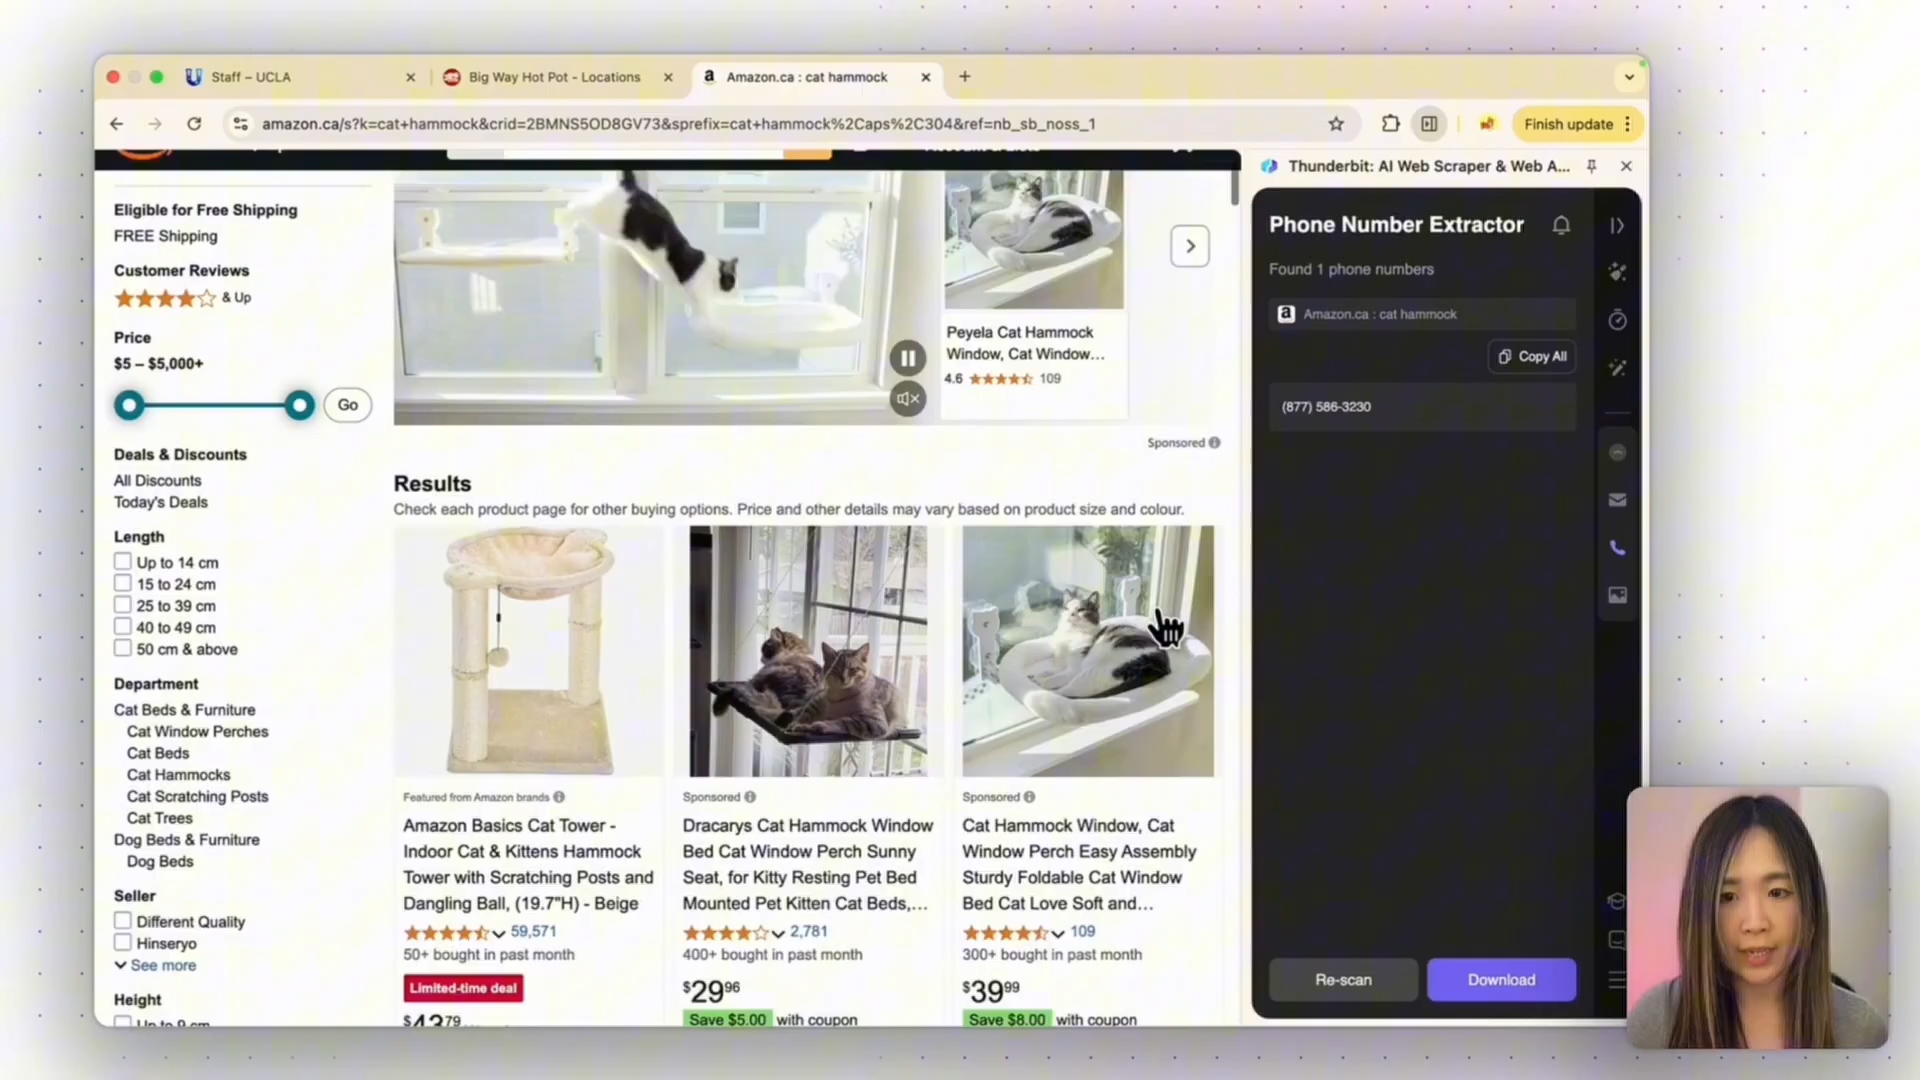 Staff – UCLA
Big Way Hot Pot - Locations
Amazon.ca : cat hammock
amazon.ca/s?k=cat+hammock&crid=2BMNS5OD8GV73&sprefix=cat+hammock%2Caps%2C304&ref=nb_sb_noss_1
Finish update
Thunderbit: AI Web Scraper & Web A...
Eligible for Free Shipping
FREE Shipping
Customer Reviews
& Up
Price
$5 – $5,000+
Go
Deals & Discounts
All Discounts
Today's Deals
Length
Up to 14 cm
15 to 24 cm
25 to 39 cm
40 to 49 cm
50 cm & above
Department
Cat Beds & Furniture
Cat Window Perches
Cat Beds
Cat Hammocks
Cat Scratching Posts
Cat Trees
Dog Beds & Furniture
Dog Beds
Seller
Different Quality
Hinseryo
See more
Height
Up to 9 cm
Peyela Cat Hammock
Window, Cat Window…
4.6 109
Sponsored
Results
Check each product page for other buying options. Price and other details may vary based on product size and colour.
Featured from Amazon brands
Amazon Basics Cat Tower -
Indoor Cat & Kittens Hammock
Tower with Scratching Posts and
Dangling Ball, (19.7"H) - Beige
59,571
50+ bought in past month
Limited-time deal
$43.79
Sponsored
Dracarys Cat Hammock Window
Bed Cat Window Perch Sunny
Seat, for Kitty Resting Pet Bed
Mounted Pet Kitten Cat Beds,…
2,781
400+ bought in past month
$29 96
Save $5.00 with coupon
Sponsored
Cat Hammock Window, Cat
Window Perch Easy Assembly
Sturdy Foldable Cat Window
Bed Cat Love Soft and…
109
300+ bought in past month
$39 99
Save $8.00 with coupon
Phone Number Extractor
Found 1 phone numbers
Amazon.ca : cat hammock
Copy All
(877) 586-3230
Re-scan
Download